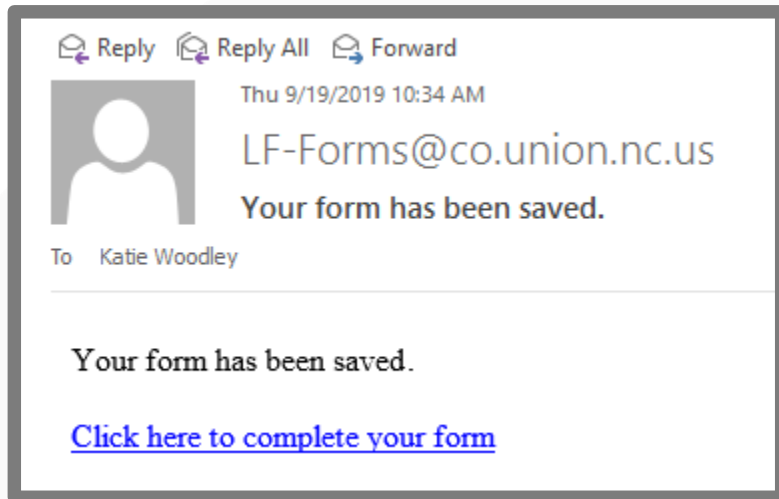 Reply Reply All Forward
Thu 9/19/2019 10:34 AM
LF-Forms@co.union.nc.us
Your form has been saved.
To Katie Woodley
Your form has been saved.
Click here to complete your form